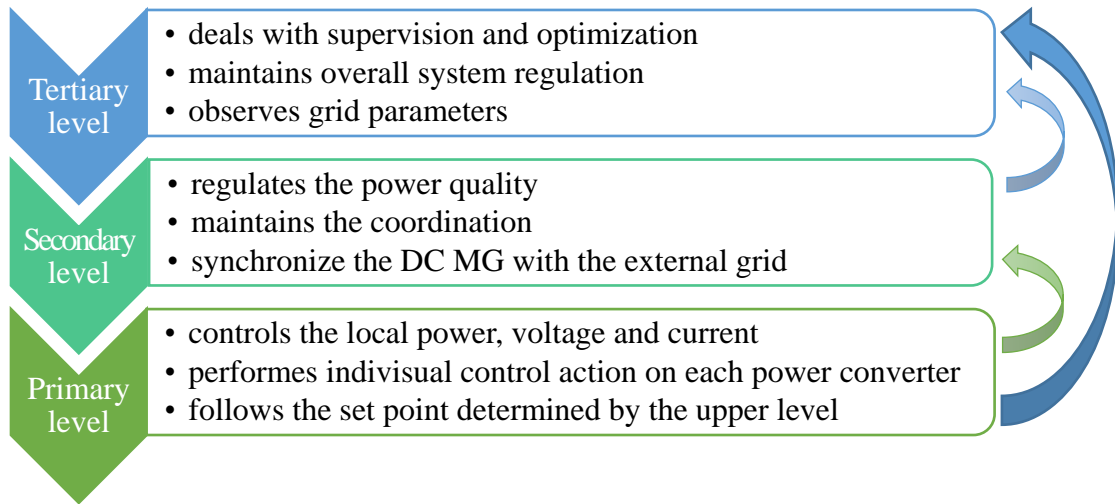 Tertiary
level
• deals with supervision and optimization
• maintains overall system regulation
• observes grid parameters
Secondary
level
• regulates the power quality
• maintains the coordination
• synchronize the DC MG with the external grid
Primary
level
• controls the local power, voltage and current
• performes indivisual control action on each power converter
• follows the set point determined by the upper level